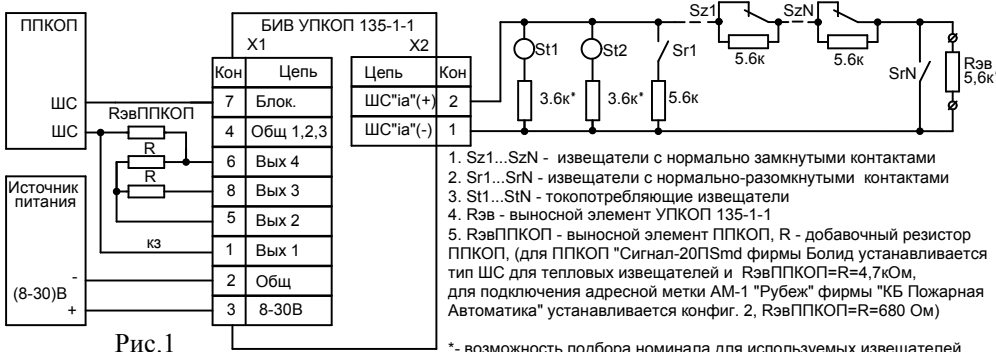 ППКОП
БИВ УПКОП 135-1-1
X1 X2
Кон Цепь
Цепь Кон
ШС
7 Блок.
ШС"ia"(+) 2
RэвППКОП
ШС
4 Общ 1,2,3
ШС"ia"(-) 1
R
6 Вых 4
R
8 Вых 3
Источник
питания
5 Вых 2
кз
1 Вых 1
-
2 Общ
(8-30)В
+
3 8-30В
Рис.1
Sz1 SzN
5.6к 5.6к
St1 St2 Sr1 SrN
Rэв
5,6к*
3.6к* 3.6к* 5.6к
1. Sz1...SzN - извещатели с нормально замкнутыми контактами
2. Sr1...SrN - извещатели с нормально-разомкнутыми контактами
3. St1...StN - токопотребляющие извещатели
4. Rэв - выносной элемент УПКОП 135-1-1
5. RэвППКОП - выносной элемент ППКОП, R - добавочный резистор
ППКОП, (для ППКОП "Сигнал-20ПSmd фирмы Болид устанавливается
тип ШС для тепловых извещателей и RэвППКОП=R=4,7кОм,
для подключения адресной метки АМ-1 "Рубеж" фирмы "КБ Пожарная
Автоматика" устанавливается конфиг. 2, RэвППКОП=R=680 Ом)
*- возможность подбора номинала для используемых извещателей